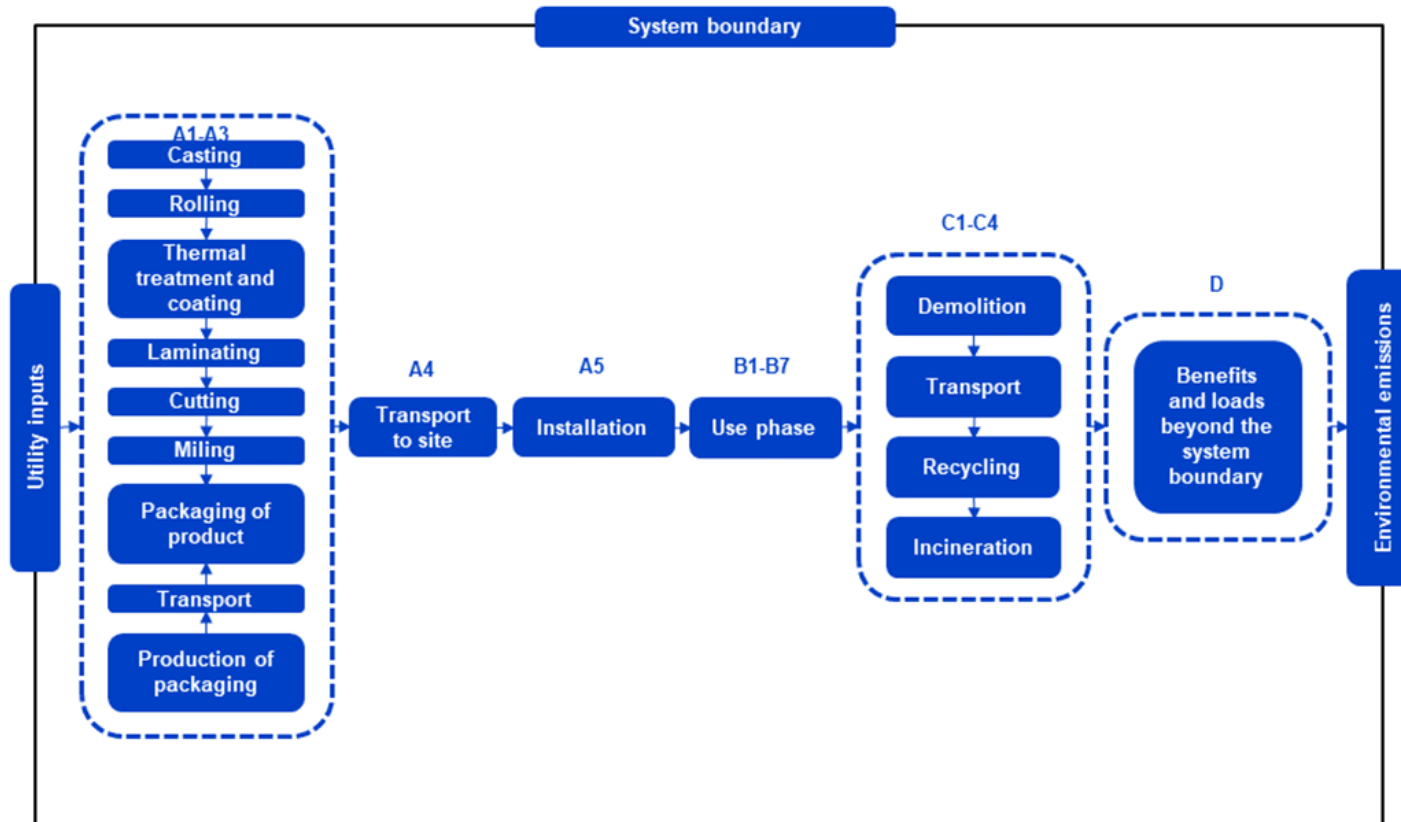 System boundary
A1-A3
Casting
Rolling
Thermal
treatment and
coating
Laminating
Cutting
Miling
Packaging of
product
Transport
Production of
packaging
Utility inputs
A4
Transport
to site
A5
Installation
B1-B7
Use phase
C1-C4
Demolition
Transport
Recycling
Incineration
D
Benefits
and loads
beyond the
system
boundary
Environmental emissions